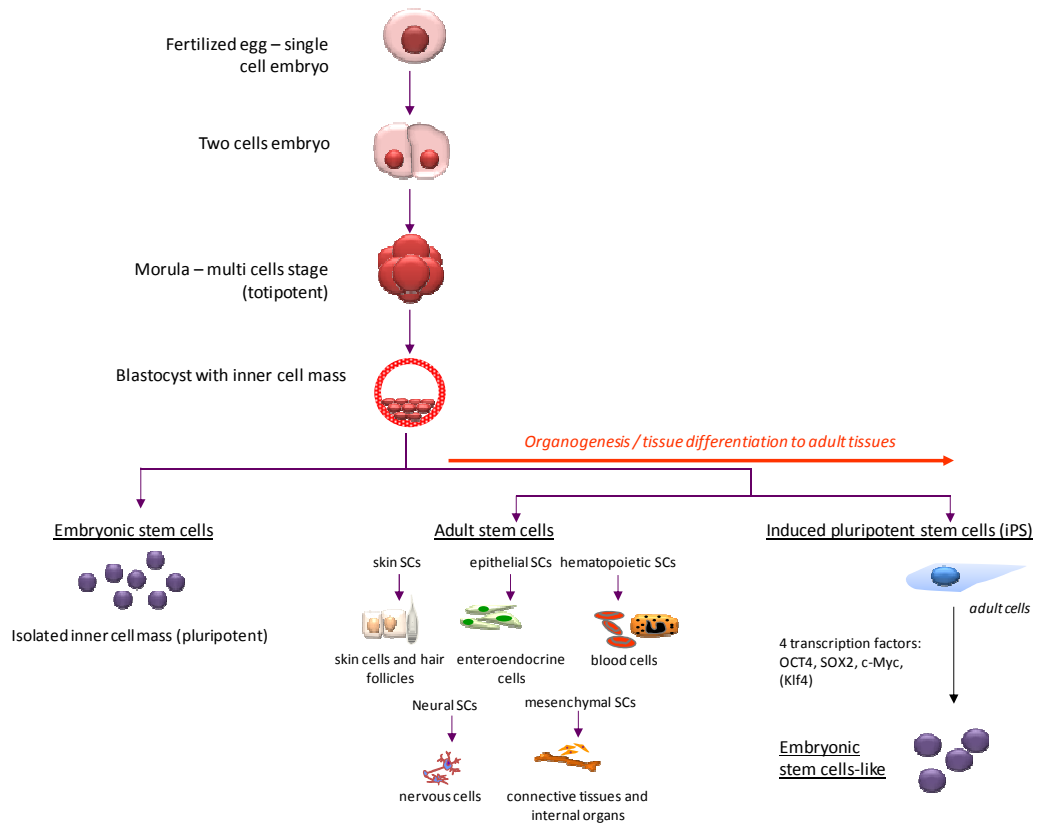 Fertilized egg – single
cell embryo
Two cells embryo
Morula – multi cells stage
(totipotent)
Blastocyst with inner cell mass
Organogenesis / tissue differentiation to adult tissues
Embryonic stem cells
Isolated inner cell mass (pluripotent)
Adult stem cells
skin SCs
epithelial SCs
hematopoietic SCs
skin cells and hair
follicles
enteroendocrine
cells
blood cells
Neural SCs
mesenchymal SCs
nervous cells
connective tissues and
internal organs
Induced pluripotent stem cells (iPS)
adult cells
4 transcription factors:
OCT4, SOX2, c-Myc,
(Klf4)
Embryonic
stem cells-like